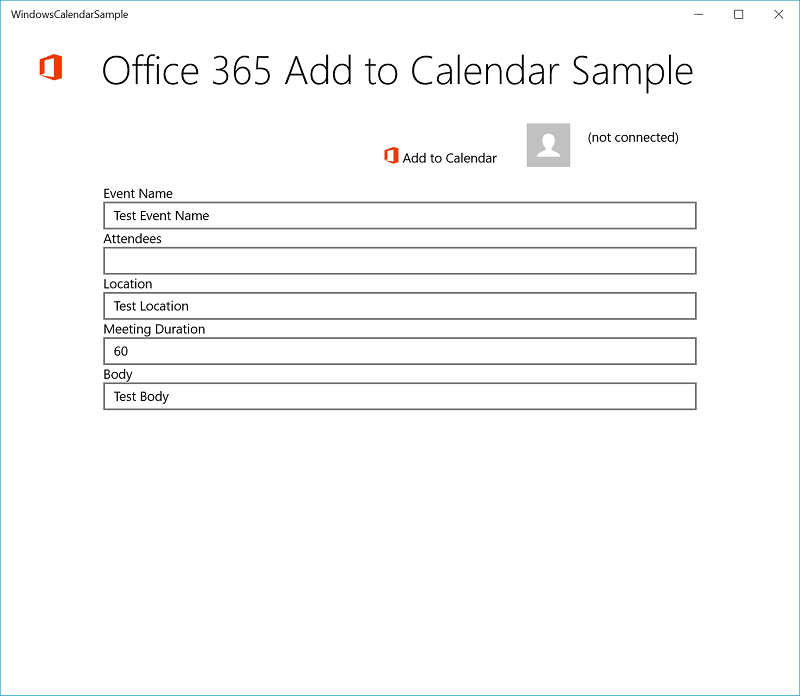 WindowsCalendarSample
Office 365 Add to Calendar Sample
Add to Calendar
(not connected)
Event Name
Test Event Name
Attendees
Location
Test Location
Meeting Duration
60
Body
Test Body